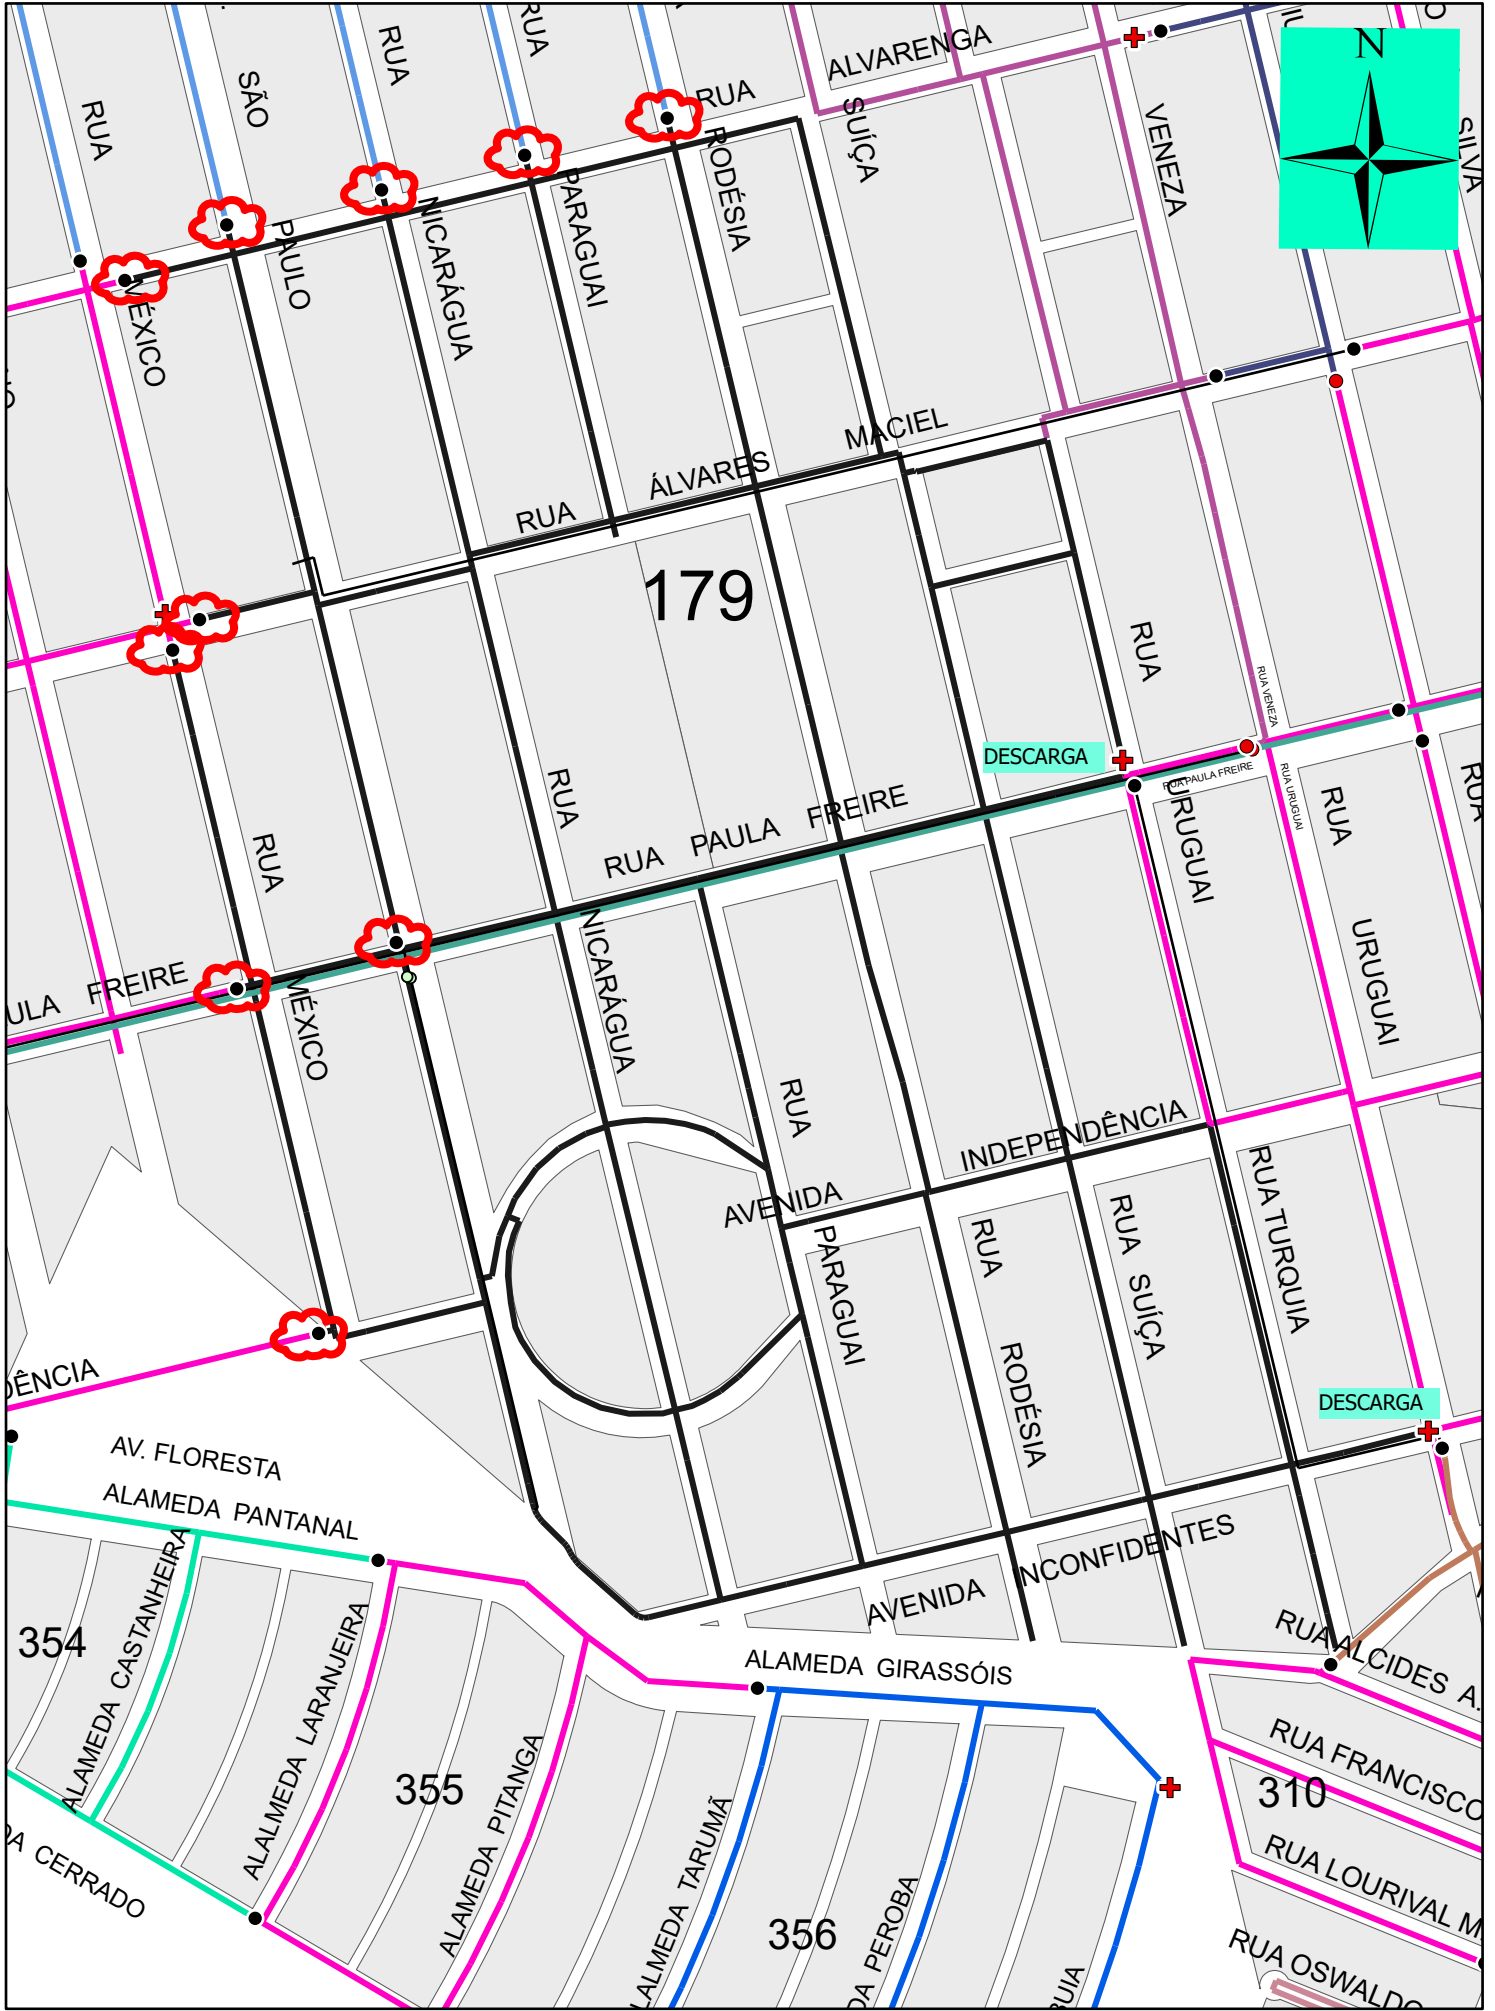 RUA
SÃO
RUA
RUA
RUA
ALVARENGA
N
SUÍÇA
VENEZA
SILVA
RODÉSIA
PARAGUAI
NICARÁGUA
PAULO
MÉXICO
RUA
ÁLVARES
MACIEL
179
RUA
RUA VENEZA
DESCARGA
RUA PAULA FREIRE
RUA URUGUAI
URUGUAI
RUA
RUA
RUA
RUA
RUA
PAULA
FREIRE
ULA
FREIRE
MÉXICO
NICARÁGUA
URUGUAI
RUA
INDEPENDÊNCIA
AVENIDA
PARAGUAI
RUA
RODÉSIA
RUA SUÍÇA
RUA TURQUIA
DÊNCIA
DESCARGA
AV. FLORESTA
ALAMEDA PANTANAL
AVENIDA
INCONFIDENTES
354
ALAMEDA CASTANHEIRA
ALALMEDA LARANJEIRA
ALAMEDA GIRASSÓIS
RUA ALCIDES A.
355
ALAMEDA PITANGA
RUA FRANCISCO
310
DA CERRADO
LALMEDA TARUMÃ
356
DA PEROBA
BUIA
RUA LOURIVAL M.
RUA OSWALDO